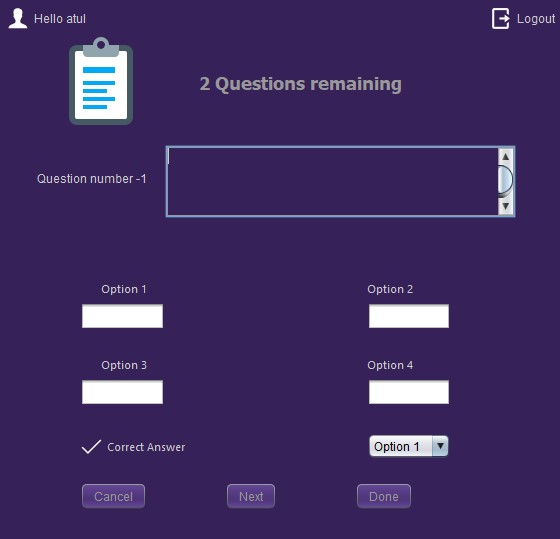 Hello atul
Logout
2 Questions remaining
Question number -1
Option 1
Option 2
Option 3
Option 4
Correct Answer
Option 1
Cancel
Next
Done